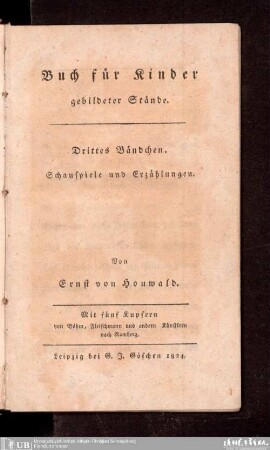 Buch für Kinder
gebildeter Stände.
Drittes Bändchen.
Schauspiele und Erzählungen.
Von
Ernst von Houwald.
Mit fünf Kupfern
von Böhm, Fleischmann und andern Künstlern
nach Ramberg.
Leipzig bei G. J. Göschen 1824.
UB